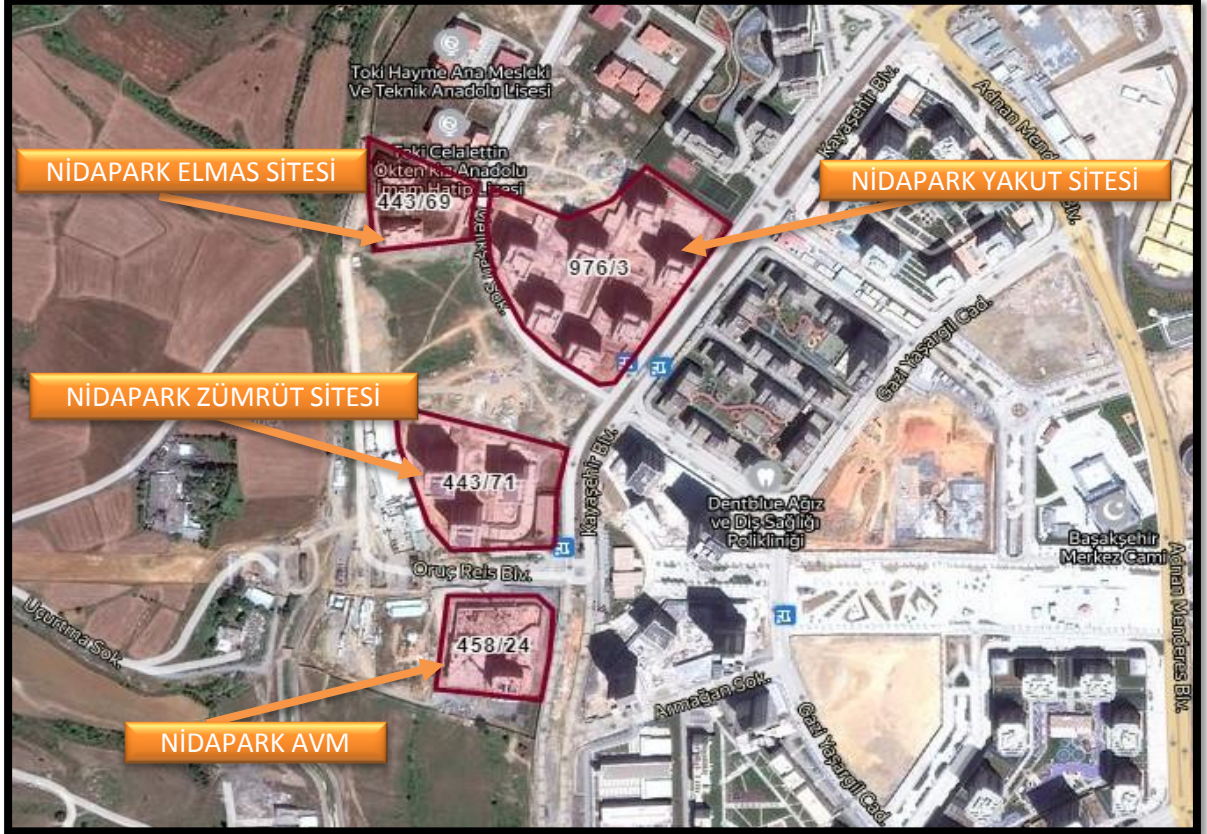 Toki Hayme Ana Mesleki
Ve Teknik Anadolu Lisesi
Kayaşehir Blv.
Adnan Menderes Blv.
Toki Celalettin
Ökten Kız Anadolu
İmam Hatip Lisesi
NİDAPARK ELMAS SİTESİ
NİDAPARK YAKUT SİTESİ
443/69
976/3
Melikşah Sok.
Gazi Yaşargil Cad.
NİDAPARK ZÜMRÜT SİTESİ
443/71
Kayaşehir Blv.
Dentblue Ağız
ve Diş Sağlığı
Polikliniği
Başakşehir
Merkez Cami
Oruç Reis Blv.
Adnan Menderes Blv.
Uçurtma Sok.
458/24
Armağan Sok.
Gazi Yaşargil Cad.
NİDAPARK AVM